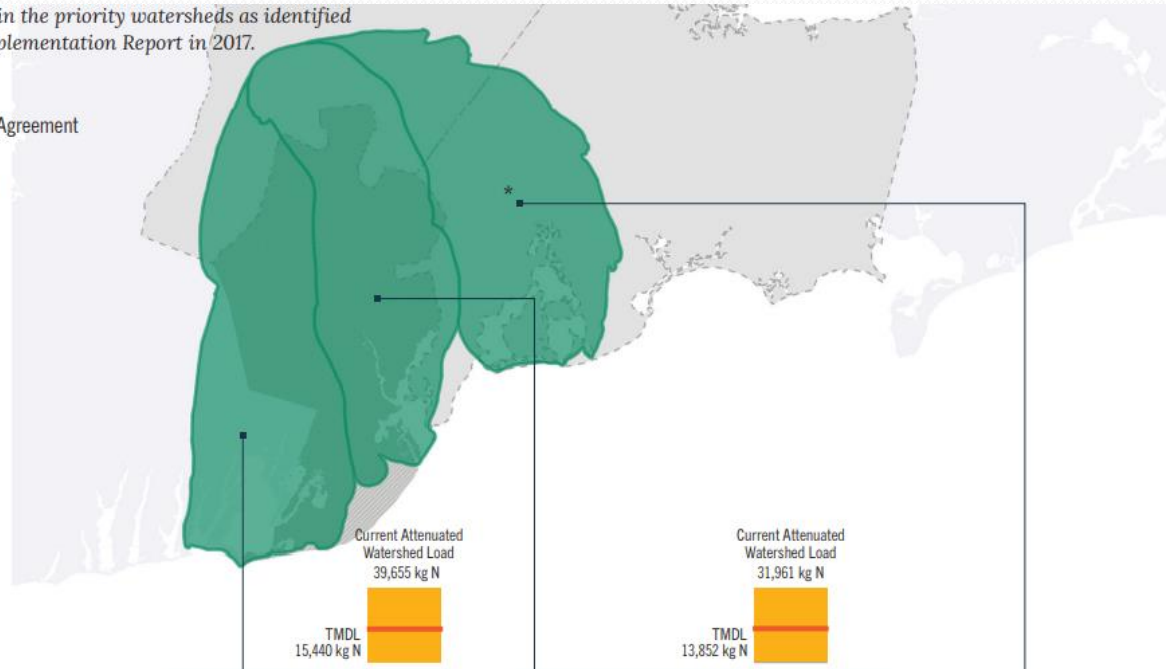 in the priority watersheds as identified
plementation Report in 2017.
Agreement
*
Current Attenuated
Watershed Load
39,655 kg N
TMDL
15,440 kg N
Current Attenuated
Watershed Load
31,961 kg N
TMDL
13,852 kg N